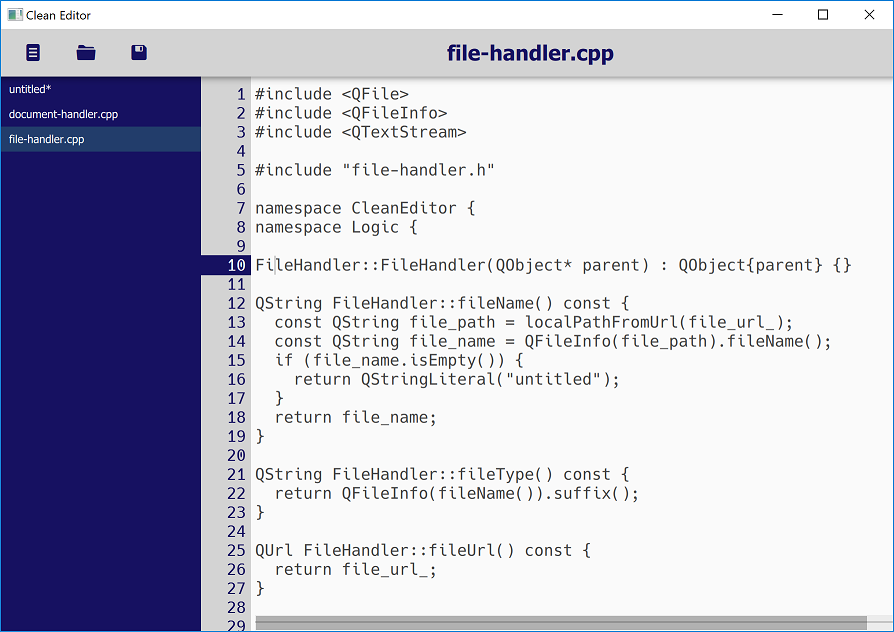 Clean Editor
file-handler.cpp
untitled*
document-handler.cpp
file-handler.cpp
1 #include <QFile>
2 #include <QFileInfo>
3 #include <QTextStream>
4
5 #include "file-handler.h"
6
7 namespace CleanEditor {
8 namespace Logic {
9
10 FileHandler::FileHandler(QObject* parent) : QObject{parent} {}
11
12 QString FileHandler::fileName() const {
13   const QString file_path = localPathFromUrl(file_url_);
14   const QString file_name = QFileInfo(file_path).fileName();
15   if (file_name.isEmpty()) {
16     return QStringLiteral("untitled");
17   }
18   return file_name;
19 }
20
21 QString FileHandler::fileType() const {
22   return QFileInfo(fileName()).suffix();
23 }
24
25 QUrl FileHandler::fileUrl() const {
26   return file_url_;
27 }
28
29